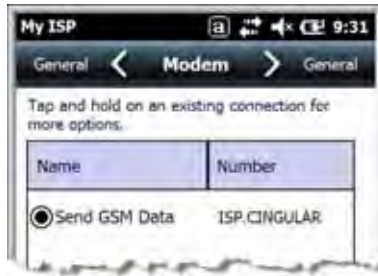 My ISP a 9:31
General Modem General
Tap and hold on an existing connection for
more options.
Name Number
Send GSM Data ISP.CINGULAR